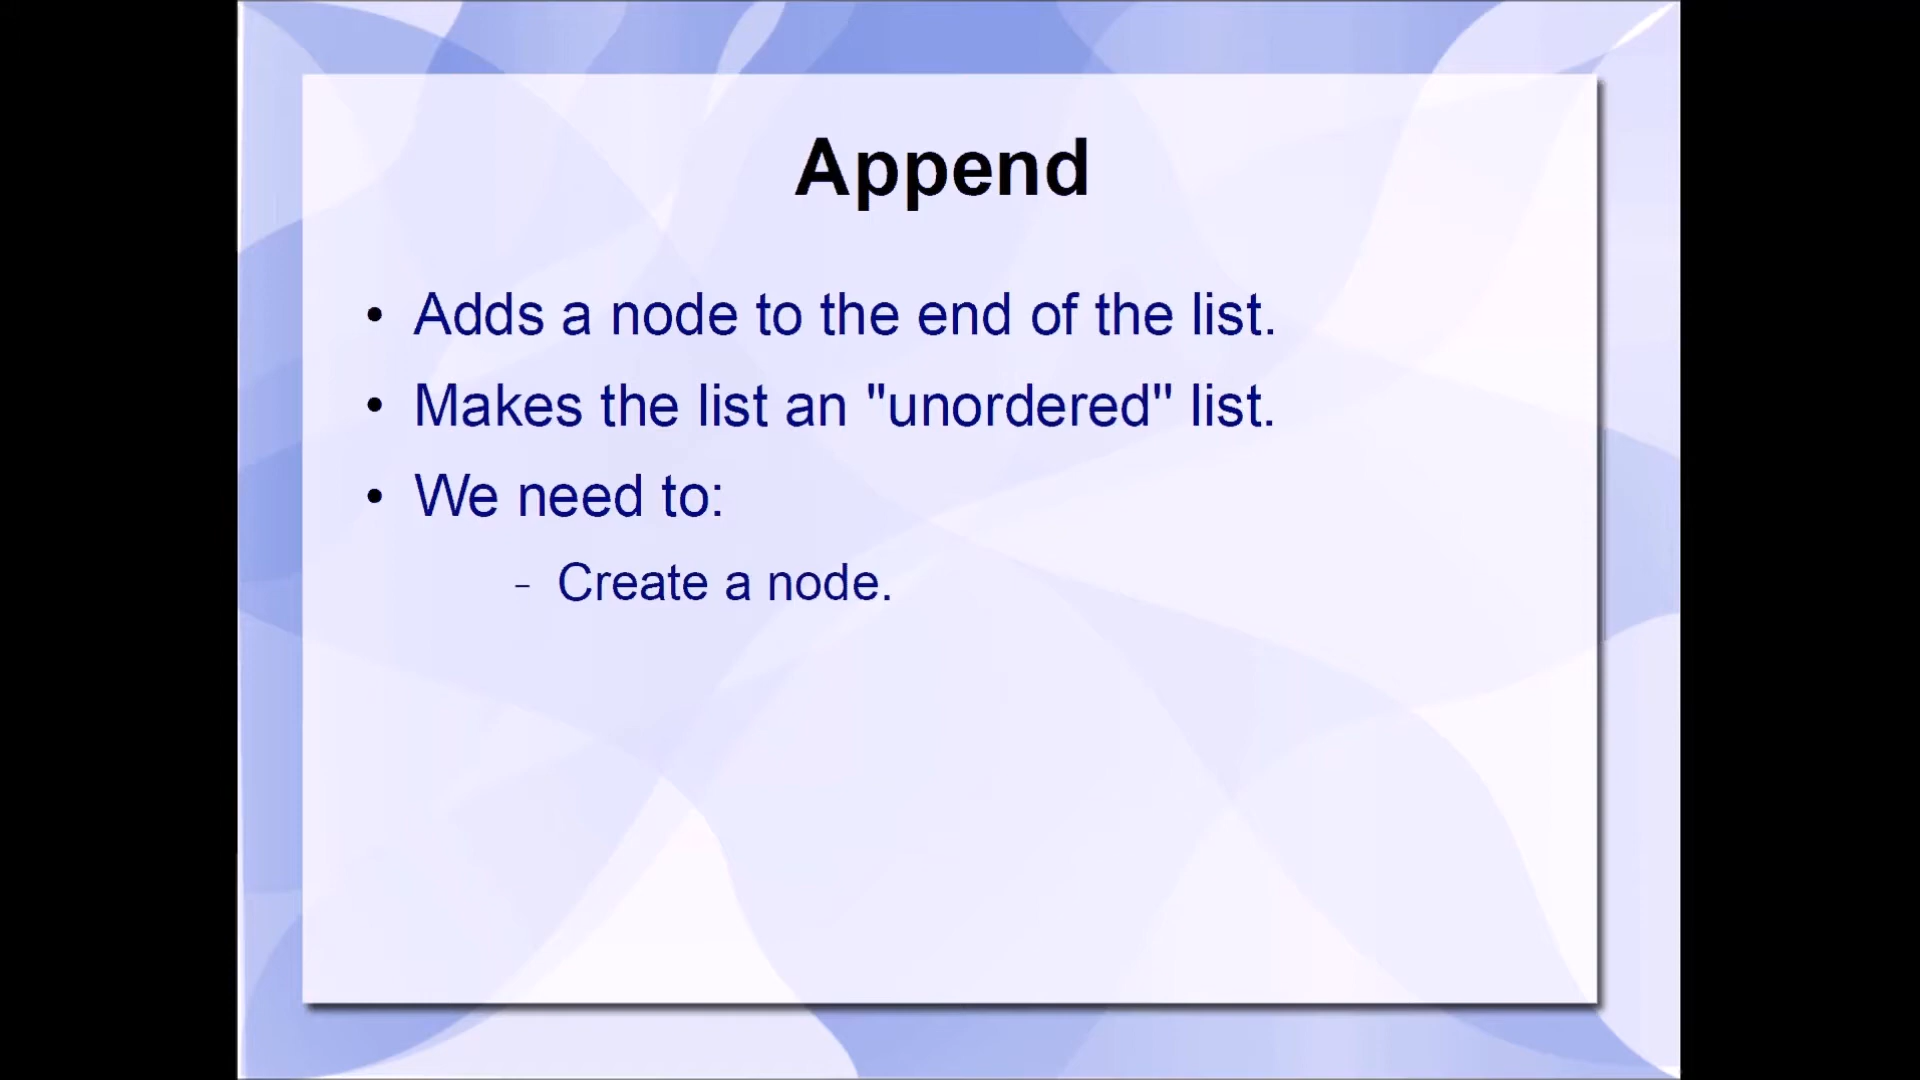 Append
• Adds a node to the end of the list.
• Makes the list an "unordered" list.
• We need to:
– Create a node.